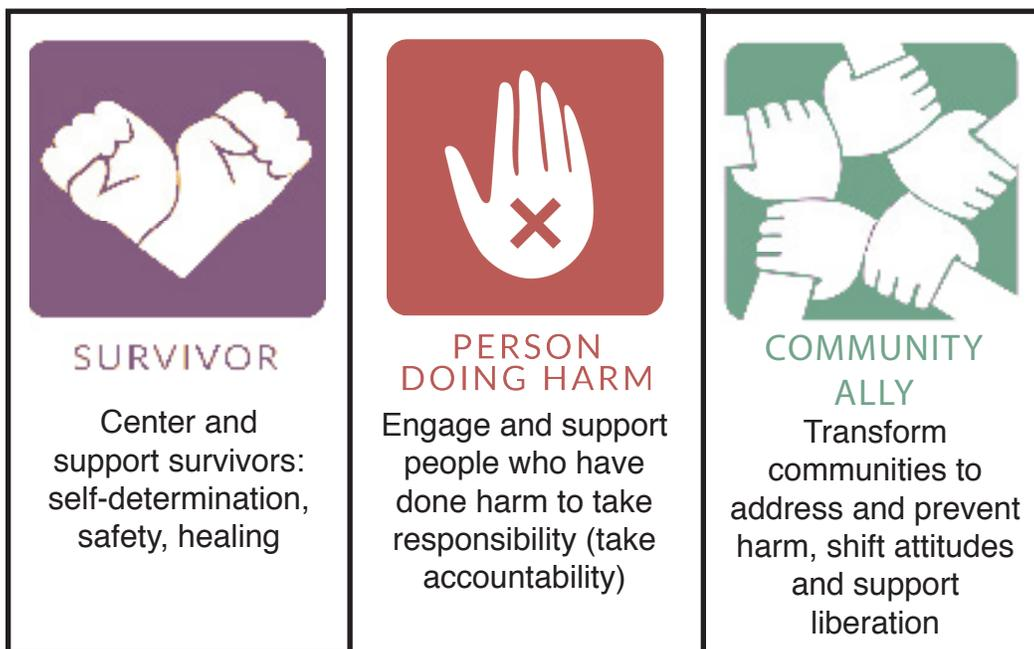 SURVIVOR
Center and
support survivors:
self-determination,
safety, healing
PERSON
DOING HARM
Engage and support
people who have
done harm to take
responsibility (take
accountability)
COMMUNITY
ALLY
Transform
communities to
address and prevent
harm, shift attitudes
and support
liberation